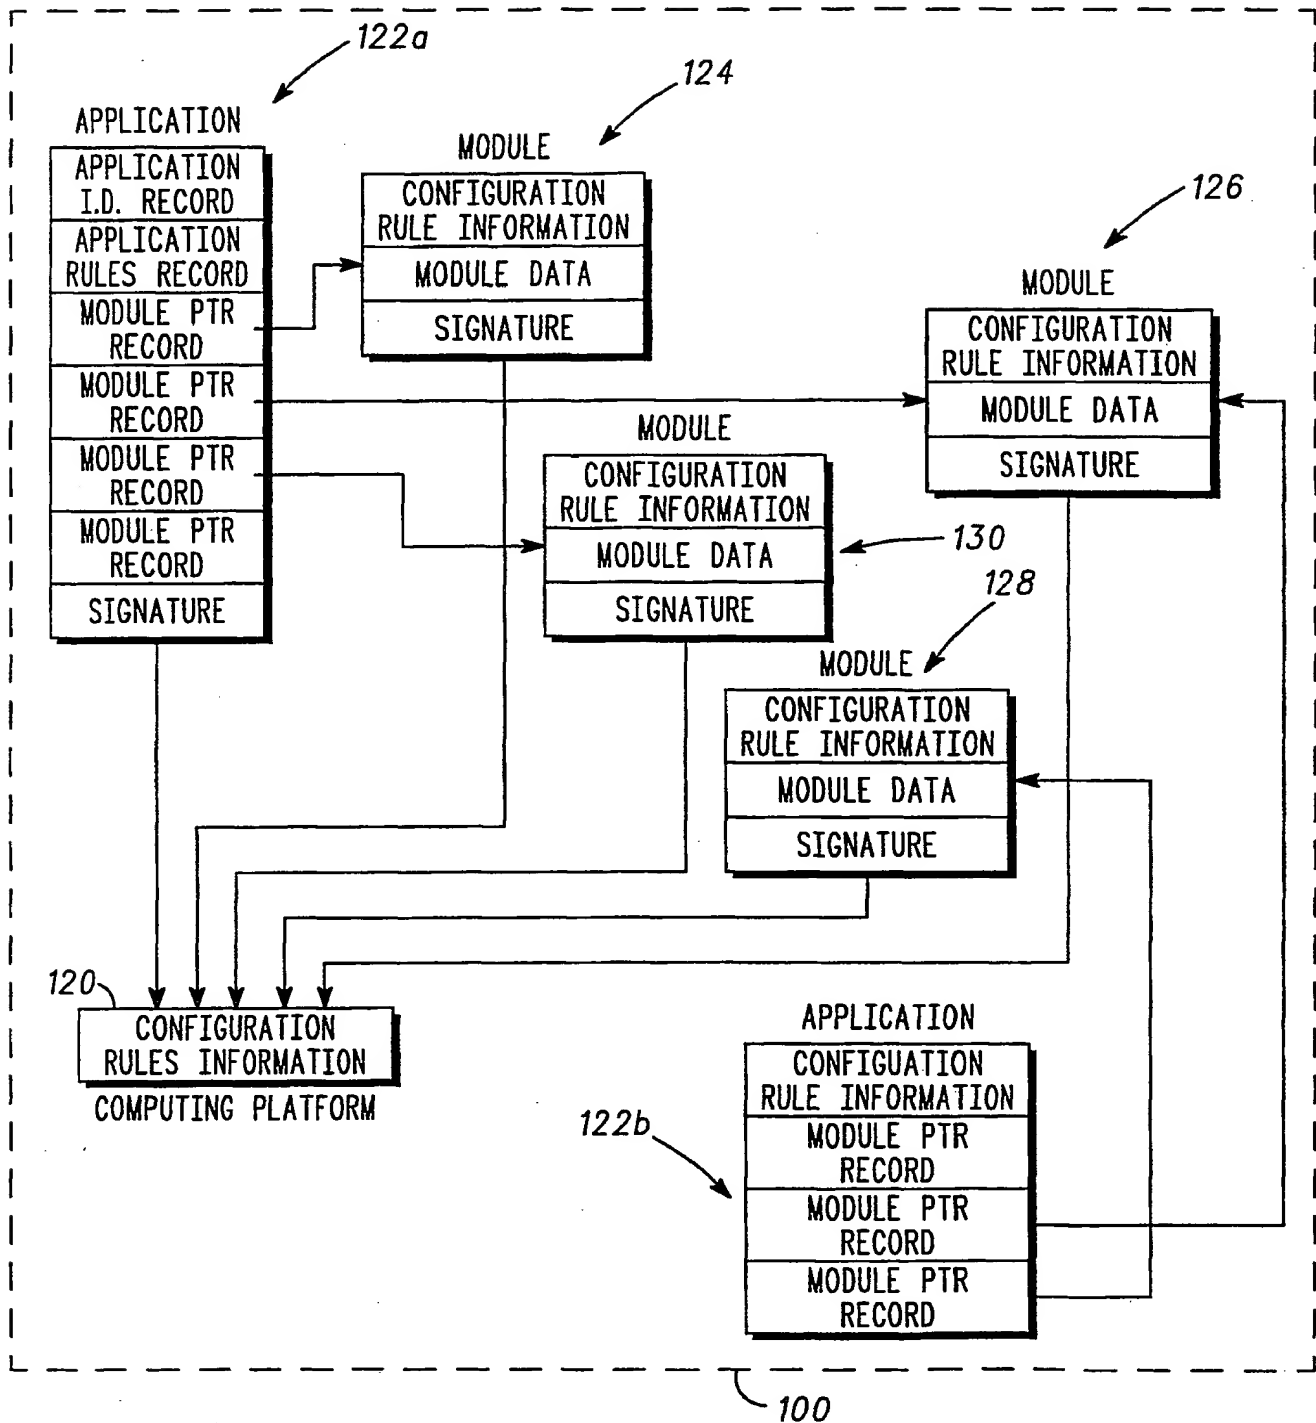 122a
124
APPLICATION
APPLICATION
I.D. RECORD
APPLICATION
RULES RECORD
MODULE PTR
RECORD
MODULE PTR
RECORD
MODULE PTR
RECORD
MODULE PTR
RECORD
SIGNATURE
MODULE
CONFIGURATION
RULE INFORMATION
MODULE DATA
SIGNATURE
126
MODULE
CONFIGURATION
RULE INFORMATION
MODULE DATA
SIGNATURE
MODULE
CONFIGURATION
RULE INFORMATION
MODULE DATA
SIGNATURE
130
128
MODULE
CONFIGURATION
RULE INFORMATION
MODULE DATA
SIGNATURE
120
CONFIGURATION
RULES INFORMATION
COMPUTING PLATFORM
APPLICATION
CONFIGUATION
RULE INFORMATION
MODULE PTR
RECORD
MODULE PTR
RECORD
MODULE PTR
RECORD
122b
100